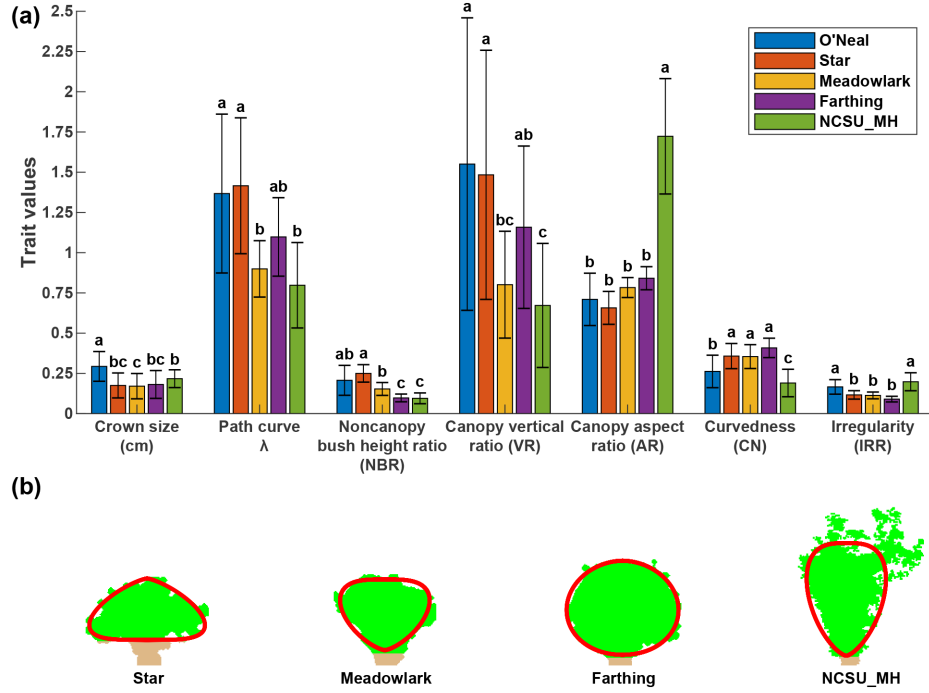 (a)
2.5
2.25
2
1.75
1.5
1.25
1
0.75
0.5
0.25
0
Trait values
O'Neal
Star
Meadowlark
Farthing
NCSU_MH
a bc c bc b
a a b ab b
ab a b c c
a a bc ab c
b b b b a
b a a a c
a b b b a
Crown size
(cm)
Path curve
λ
Noncanopy
bush height ratio
(NBR)
Canopy vertical
ratio (VR)
Canopy aspect
ratio (AR)
Curvedness
(CN)
Irregularity
(IRR)
(b)
Star
Meadowlark
Farthing
NCSU_MH